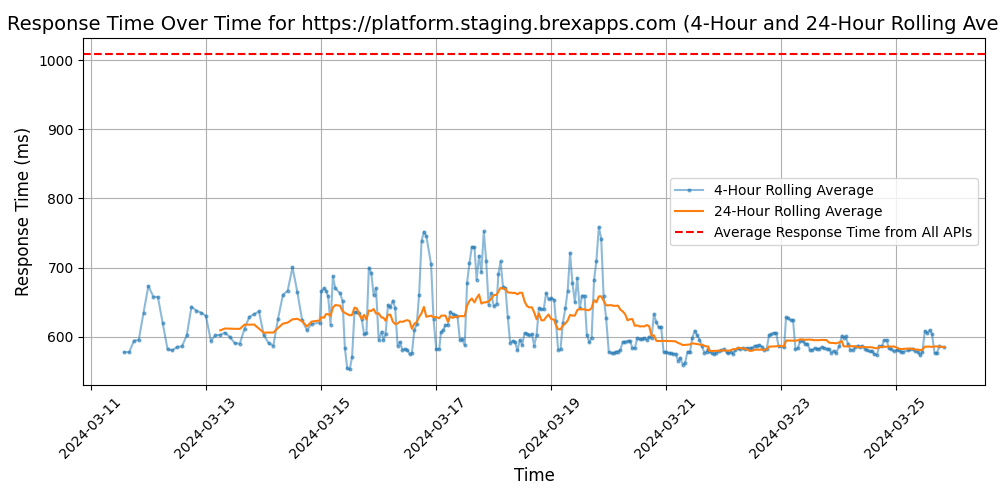 Response Time Over Time for https://platform.staging.brexapps.com (4-Hour and 24-Hour Rolling Ave
Response Time (ms)
1000
900
800
700
600
4-Hour Rolling Average
24-Hour Rolling Average
Average Response Time from All APIs
2024-03-11
2024-03-13
2024-03-15
2024-03-17
2024-03-19
2024-03-21
2024-03-23
2024-03-25
Time